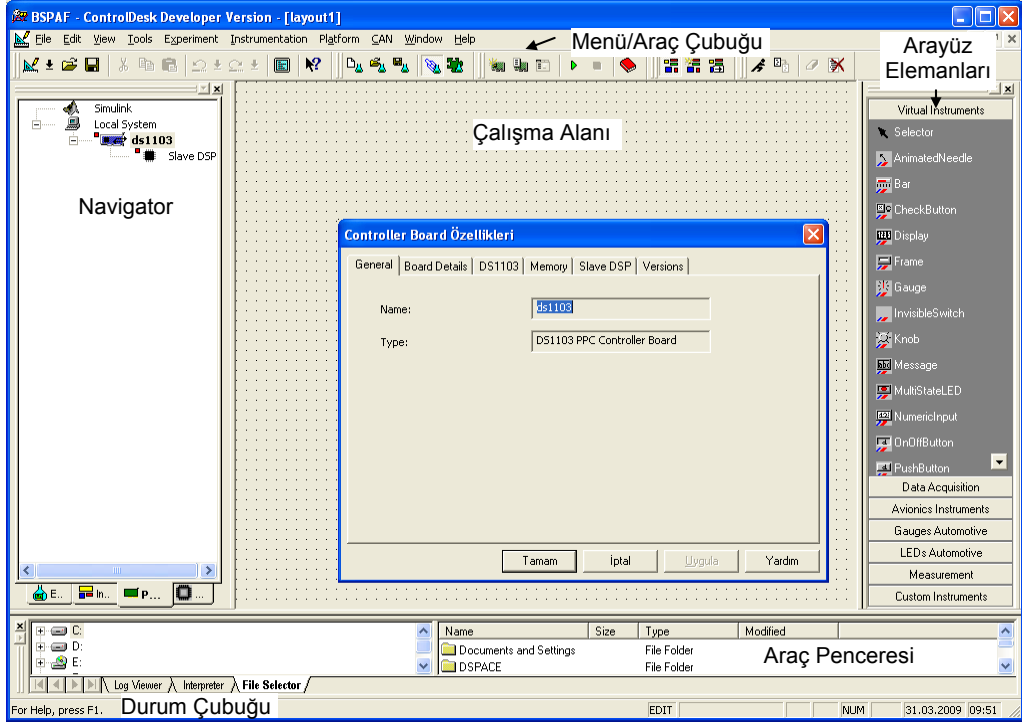 BSPAF - ControlDesk Developer Version - [layout1]
File Edit View Tools Experiment Instrumentation Platform CAN Window Help
Menü/Araç Çubuğu
Arayüz
Elemanları
Simulink
Local System
ds1103
Slave DSP
Navigator
Çalışma Alanı
Virtual Instruments
Selector
AnimatedNeedle
Bar
CheckButton
Display
Frame
Gauge
InvisibleSwitch
Knob
Message
MultiStateLED
NumericInput
OnOffButton
PushButton
Data Acquisition
Avionics Instruments
Gauges Automotive
LEDs Automotive
Measurement
Custom Instruments
Controller Board Özellikleri
General Board Details DS1103 Memory Slave DSP Versions
Name: ds1103
Type: DS1103 PPC Controller Board
Tamam İptal Uygula Yardım
E.. In.. P... ...
C:
D:
E:
Name Size Type Modified
Documents and Settings File Folder
DSPACE File Folder
Araç Penceresi
Log Viewer Interpreter File Selector
For Help, press F1.
Durum Çubuğu
EDIT NUM 31.03.2009 09:51